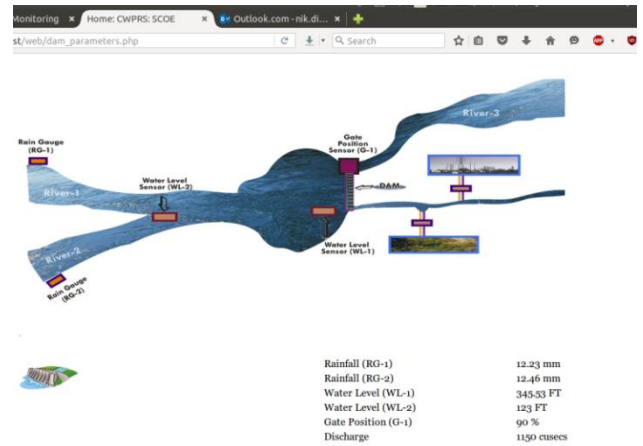 Monitoring
Home: CWPRS: SCOE
Outlook.com - nik.di...
st/web/dam_parameters.php
Search
ABP
River-3
Gate
Position
Sensor (G-1)
Rain Gauge
(RG-1)
Water Level
Sensor (WL-2)
DAM
River-1
Water Level
Sensor (WL-1)
River-2
Rain Gauge
(RG-2)
Rainfall (RG-1) 12.23 mm
Rainfall (RG-2) 12.46 mm
Water Level (WL-1) 345.53 FT
Water Level (WL-2) 123 FT
Gate Position (G-1) 90 %
Discharge 1150 cusecs